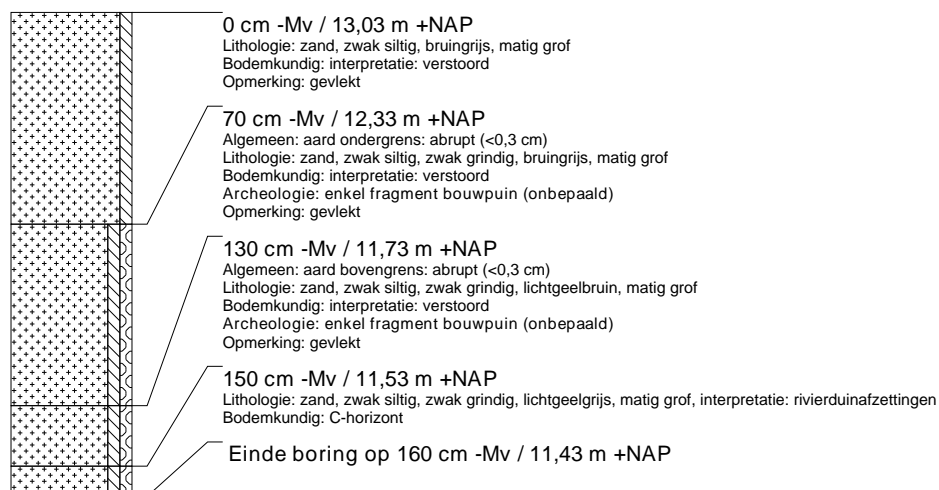 0 cm -Mv / 13,03 m +NAP
Lithologie: zand, zwak siltig, bruingrijs, matig grof
Bodemkundig: interpretatie: verstoord
Opmerking: gevlekt
70 cm -Mv / 12,33 m +NAP
Algemeen: aard ondergrens: abrupt (<0,3 cm)
Lithologie: zand, zwak siltig, zwak grindig, bruingrijs, matig grof
Bodemkundig: interpretatie: verstoord
Archeologie: enkel fragment bouwpuin (onbepaald)
Opmerking: gevlekt
130 cm -Mv / 11,73 m +NAP
Algemeen: aard bovengrens: abrupt (<0,3 cm)
Lithologie: zand, zwak siltig, zwak grindig, lichtgeelbruin, matig grof
Bodemkundig: interpretatie: verstoord
Archeologie: enkel fragment bouwpuin (onbepaald)
Opmerking: gevlekt
150 cm -Mv / 11,53 m +NAP
Lithologie: zand, zwak siltig, zwak grindig, lichtgeelgrijs, matig grof, interpretatie: rivierduinafzettingen
Bodemkundig: C-horizont
Einde boring op 160 cm -Mv / 11,43 m +NAP